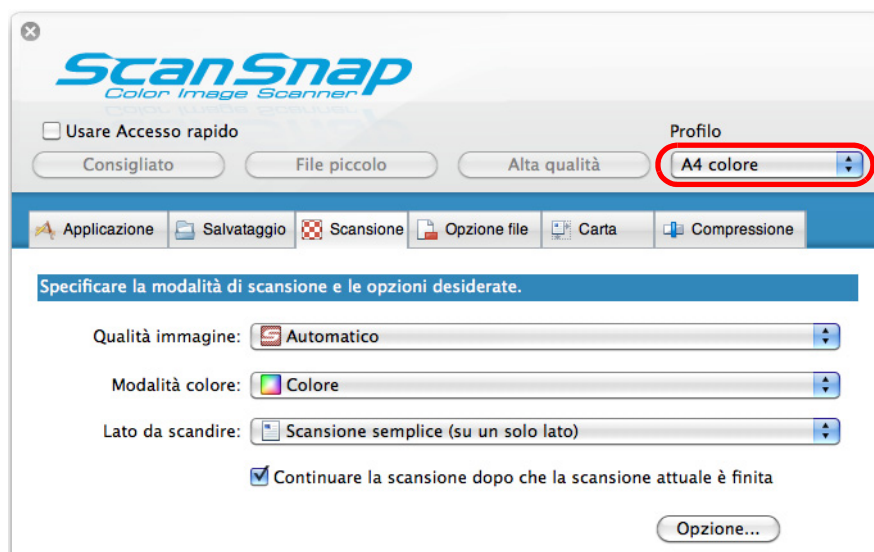 ScanSnap
Color Image Scanner
Usare Accesso rapido
Profilo
Consigliato File piccolo Alta qualità A4 colore
Applicazione Salvataggio Scansione Opzione file Carta Compressione
Specificare la modalità di scansione e le opzioni desiderate.
Qualità immagine: Automatico
Modalità colore: Colore
Lato da scandire: Scansione semplice (su un solo lato)
Continuare la scansione dopo che la scansione attuale è finita
Opzione...